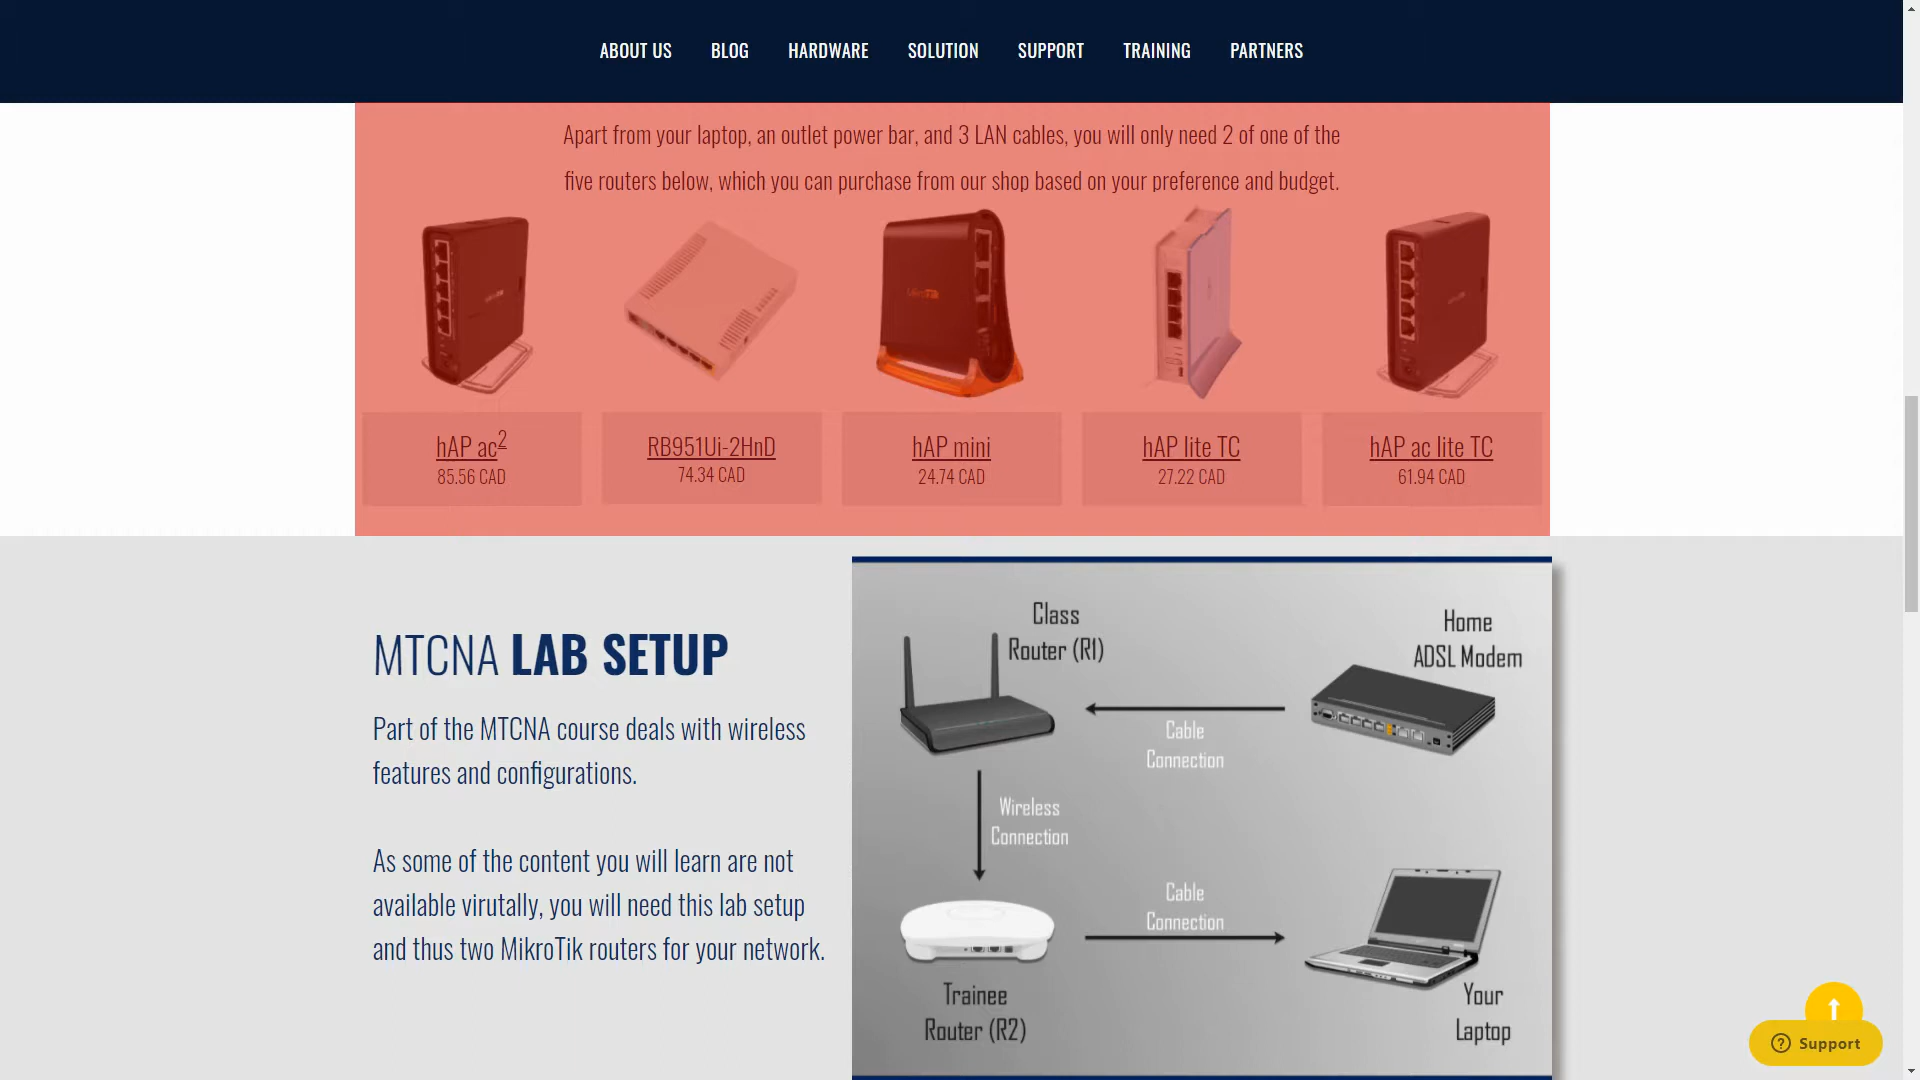 ABOUT US BLOG HARDWARE SOLUTION SUPPORT TRAINING PARTNERS
Apart from your laptop, an outlet power bar, and 3 LAN cables, you will only need 2 of one of the
five routers below, which you can purchase from our shop based on your preference and budget.
hAP ac2
85.56 CAD
RB951Ui-2HnD
74.34 CAD
hAP mini
24.74 CAD
hAP lite TC
27.22 CAD
hAP ac lite TC
61.94 CAD
MTCNA LAB SETUP
Part of the MTCNA course deals with wireless
features and configurations.
As some of the content you will learn are not
available virutally, you will need this lab setup
and thus two MikroTik routers for your network.
Class
Router (R1)
Home
ADSL Modem
Cable
Connection
Wireless
Connection
Cable
Connection
Trainee
Router (R2)
Your
Laptop
Support